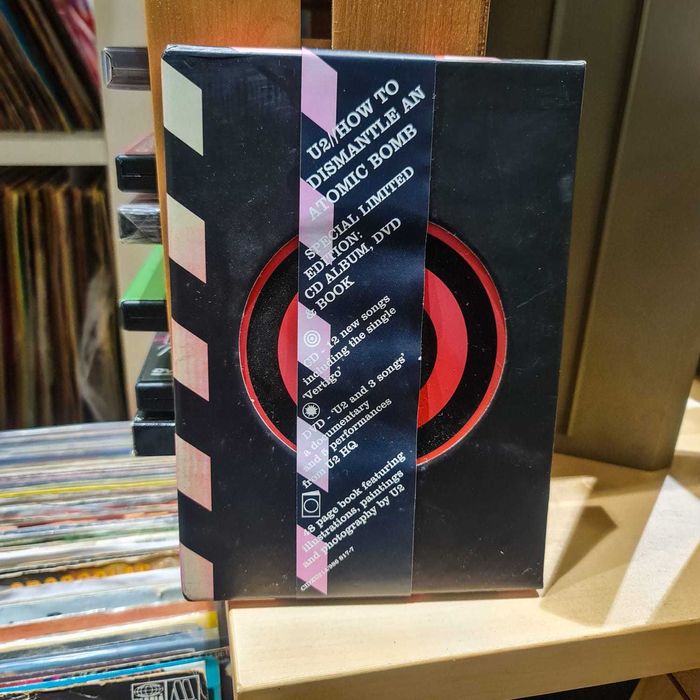 U2//HOW TO
DISMANTLE AN
ATOMIC BOMB
SPECIAL LIMITED
EDITION:
CD ALBUM, DVD
& BOOK
CD - 12 new songs
including the single
'Vertigo'
DVD - 'U2 and 3 songs'
a documentary
and performances
from U2 HQ
48 page book featuring
illustrations, paintings
and photography by U2